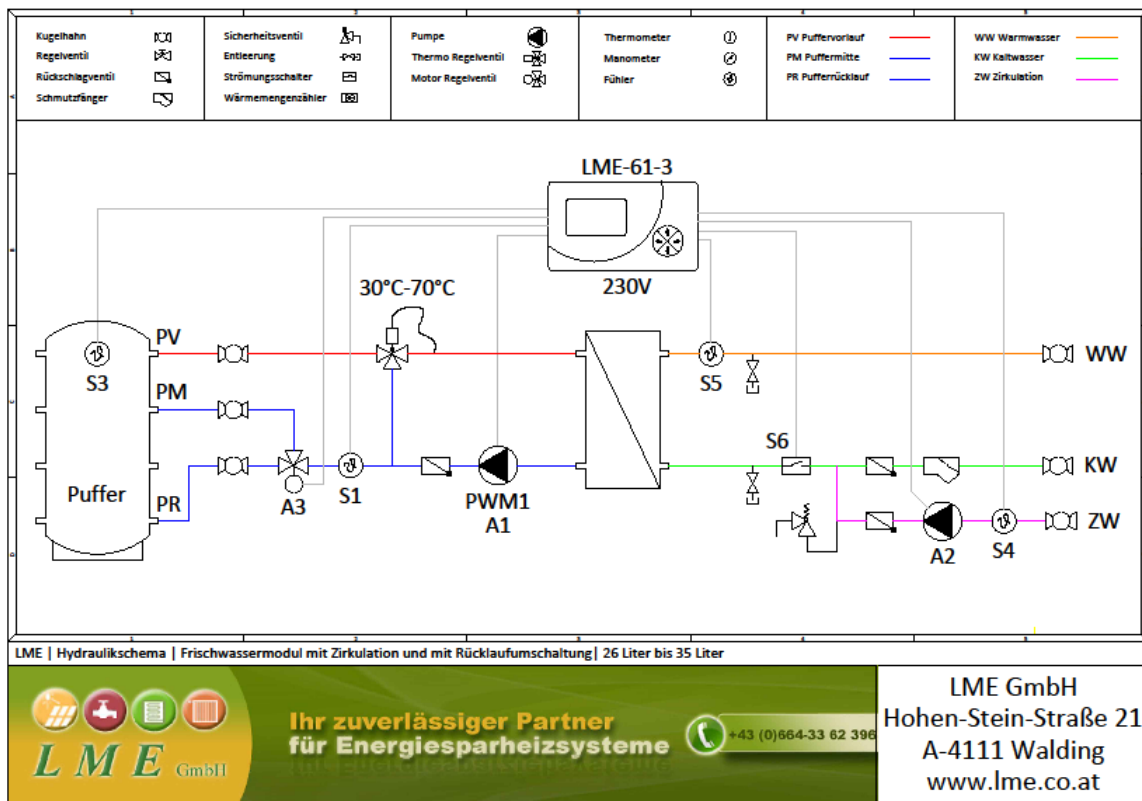 Kugelhahn
Regelventil
Rückschlagventil
Schmutzfänger
Sicherheitsventil
Entleerung
Strömungsschalter
Wärmemengenzähler
Pumpe
Thermo Regelventil
Motor Regelventil
Thermometer
Manometer
Fühler
PV Puffervorlauf
PM Puffermitte
PR Pufferrücklauf
WW Warmwasser
KW Kaltwasser
ZW Zirkulation
LME-61-3
230V
30°C-70°C
PV
S3
PM
PR
Puffer
A3
S1
PWM1
A1
S5
S6
WW
KW
ZW
A2
S4
LME | Hydraulikschema | Frischwassermodul mit Zirkulation und mit Rücklaufumschaltung| 26 Liter bis 35 Liter
L M E GmbH
Ihr zuverlässiger Partner
für Energiesparheizsysteme
+43 (0)664-33 62 396
LME GmbH
Hohen-Stein-Straße 21
A-4111 Walding
www.lme.co.at